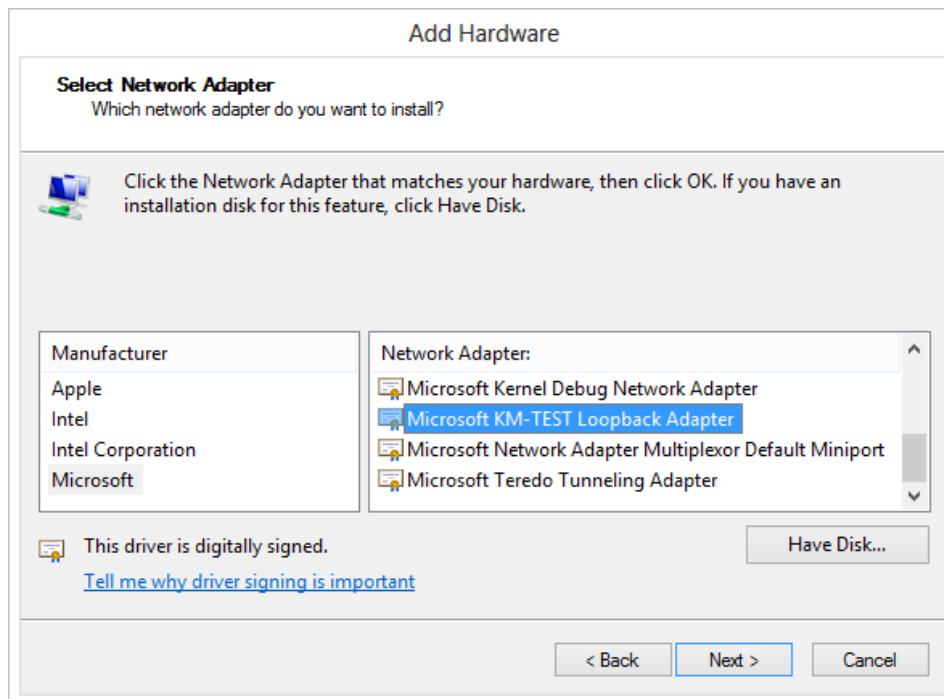 Add Hardware
Select Network Adapter
Which network adapter do you want to install?
Click the Network Adapter that matches your hardware, then click OK. If you have an
installation disk for this feature, click Have Disk.
Manufacturer
Apple
Intel
Intel Corporation
Microsoft
Network Adapter:
Microsoft Kernel Debug Network Adapter
Microsoft KM-TEST Loopback Adapter
Microsoft Network Adapter Multiplexor Default Miniport
Microsoft Teredo Tunneling Adapter
This driver is digitally signed.
Tell me why driver signing is important
Have Disk...
< Back
Next >
Cancel